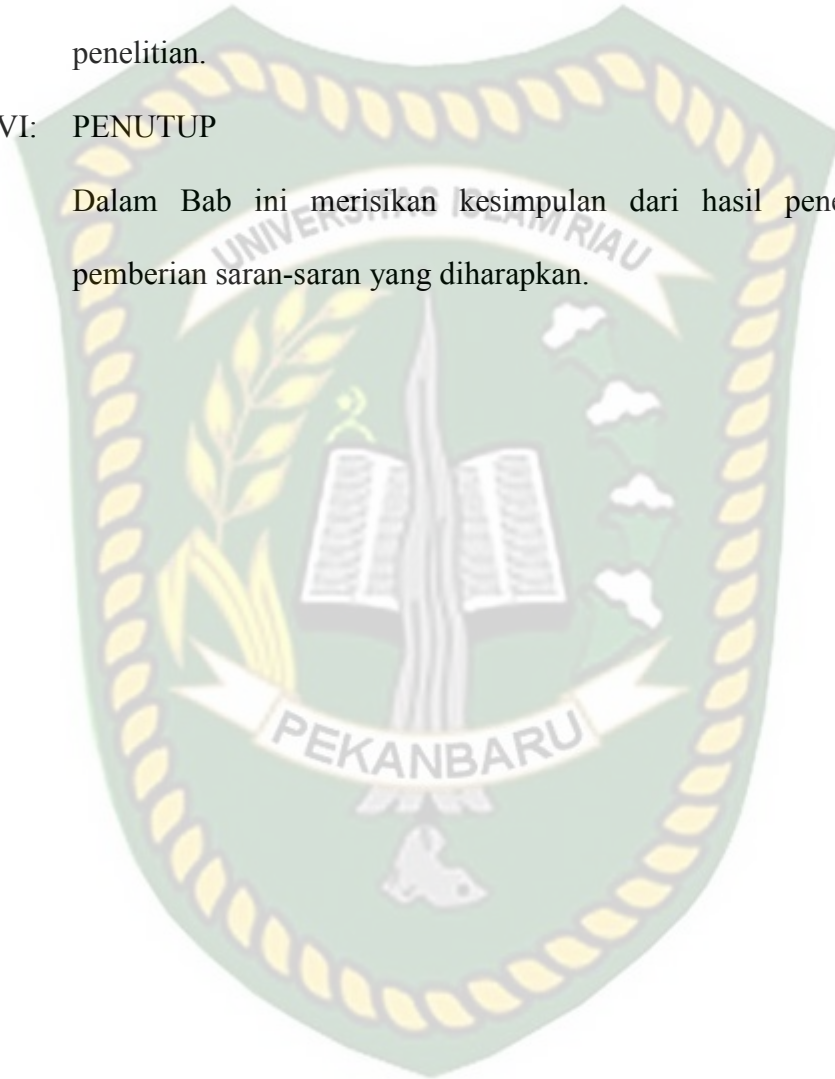 penelitian.
VI: PENUTUP
Dalam Bab ini merisikan kesimpulan dari hasil pene
pemberian saran-saran yang diharapkan.
UNIVERSITAS ISLAM RIAU
PEKANBARU